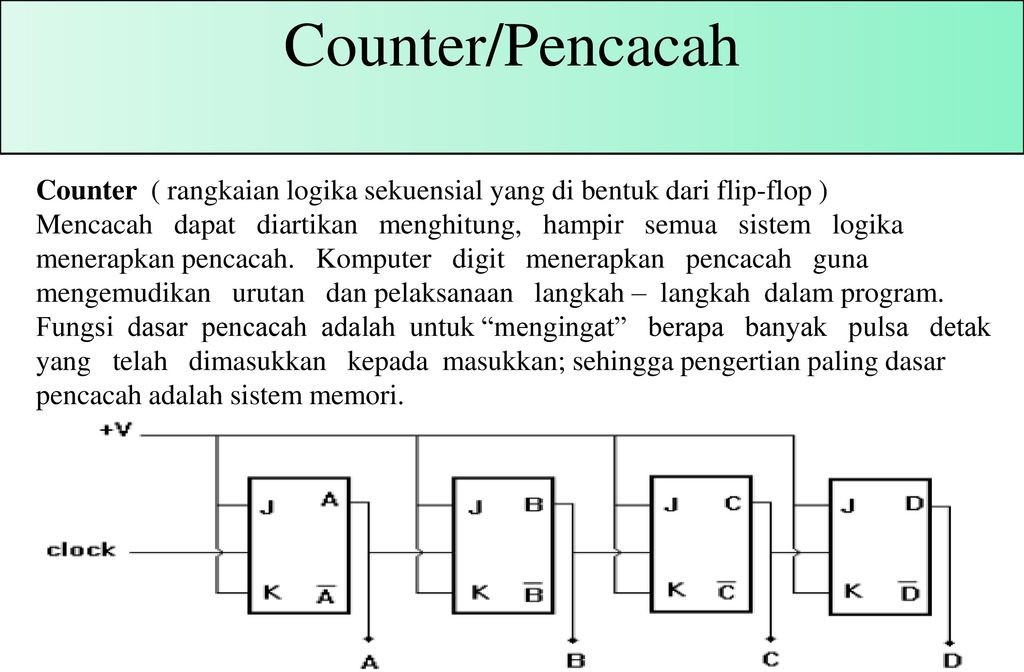 Counter/Pencacah
Counter ( rangkaian logika sekuensial yang di bentuk dari flip-flop )
Mencacah dapat diartikan menghitung, hampir semua sistem logika
menerapkan pencacah. Komputer digit menerapkan pencacah guna
mengemudikan urutan dan pelaksanaan langkah – langkah dalam program.
Fungsi dasar pencacah adalah untuk “mengingat” berapa banyak pulsa detak
yang telah dimasukkan kepada masukkan; sehingga pengertian paling dasar
pencacah adalah sistem memori.
+V
J A J B J C J D
clock
K A̅ K B̅ K C̅ K D̅
A B C D